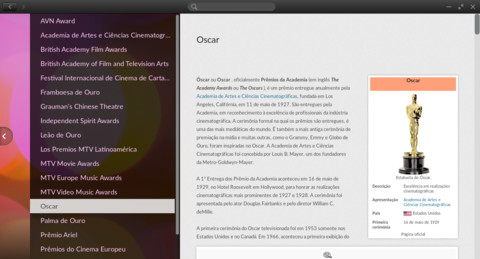 AVN Award
Academia de Artes e Ciências Cinematogr...
British Academy Film Awards
British Academy of Film and Television Arts
Festival Internacional de Cinema de Carta...
Framboesa de Ouro
Grauman's Chinese Theatre
Independent Spirit Awards
Leão de Ouro
Los Premios MTV Latinoamérica
MTV Movie Awards
MTV Europe Music Awards
MTV Video Music Awards
Oscar
Palma de Ouro
Prêmio Ariel
Prêmios do Cinema Europeu
Oscar
Óscar ou Oscar , oficialmente Prêmios da Academia (em inglês The
Academy Awards ou The Oscars ), é um prêmio entregue anualmente pela
Academia de Artes e Ciências Cinematográficas, fundada em Los
Angeles, Califórnia, em 11 de maio de 1927. São entregues pela
Academia, em reconhecimento à excelência de profissionais da indústria
cinematográfica. A cerimônia formal na qual os prêmios são entregues, é
uma das mais mediáticas do mundo. É também a mais antiga cerimônia de
premiação na mídia e muitas outras, como o Grammy, Emmy e Globo de
Ouro, foram inspiradas no Oscar. A Academia de Artes e Ciências
Cinematográficas foi concebida por Louis B. Mayer, um dos fundadores
da Metro-Goldwyn-Mayer.
A 1ª Entrega dos Prêmio da Academia aconteceu em 16 de maio de
1929, no Hotel Roosevelt em Hollywood, para honrar as realizações
cinematográficas mais proeminentes de 1927 e 1928. A cerimônia foi
apresentada pelo ator Douglas Fairbanks e pelo diretor William C.
deMille.
A primeira cerimônia do Oscar televisionada foi em 1953 somente nos
Estados Unidos e no Canadá. Em 1966, aconteceu a primeira edição de
Oscar
Estatueta do Oscar
Descrição Excelência em realizações
cinematográficas
Apresentação Academia de Artes e
Ciências Cinematográficas
País Estados Unidos
Primeira
cerimónia 16 de maio de 1929
Página oficial